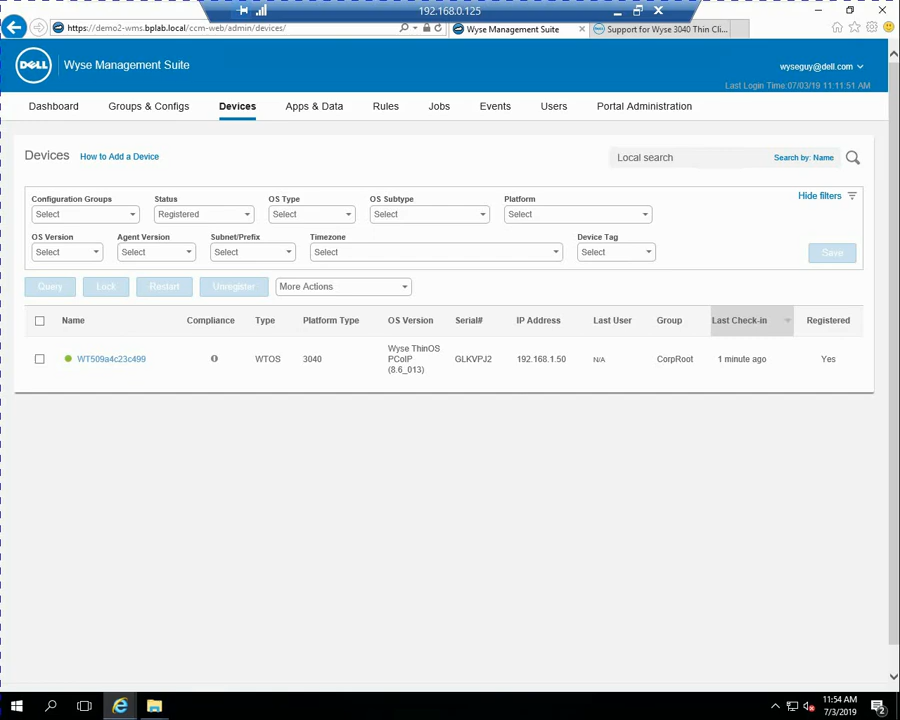 192.168.0.125
https://demo2-wms.bplab.local/ccm-web/admin/devices/
Wyse Management Suite
Support for Wyse 3040 Thin Cli...
DELL
Wyse Management Suite
wyseguy@dell.com
Last Login Time:07/03/19 11:11:51 AM
Dashboard Groups & Configs Devices Apps & Data Rules Jobs Events Users Portal Administration
Devices How to Add a Device
Local search Search by: Name
Hide filters
Configuration Groups Status OS Type OS Subtype Platform
Select Registered Select Select Select
OS Version Agent Version Subnet/Prefix Timezone Device Tag
Select Select Select Select Select Save
Query Lock Restart Unregister More Actions
Name Compliance Type Platform Type OS Version Serial# IP Address Last User Group Last Check-in Registered
WT509a4c23c499 WTOS 3040 Wyse ThinOS PCoIP (8.6_013) GLKVPJ2 192.168.1.50 N/A CorpRoot 1 minute ago Yes
11:54 AM
7/3/2019
2